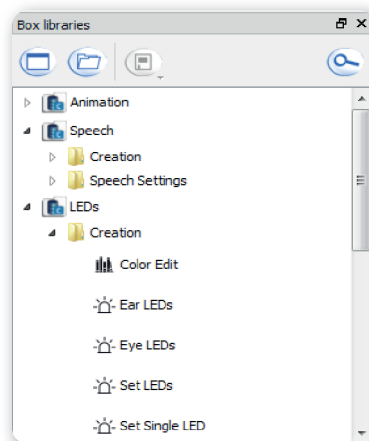 Box libraries
Animation
Speech
Creation
Speech Settings
LEDs
Creation
Color Edit
Ear LEDs
Eye LEDs
Set LEDs
Set Single LED